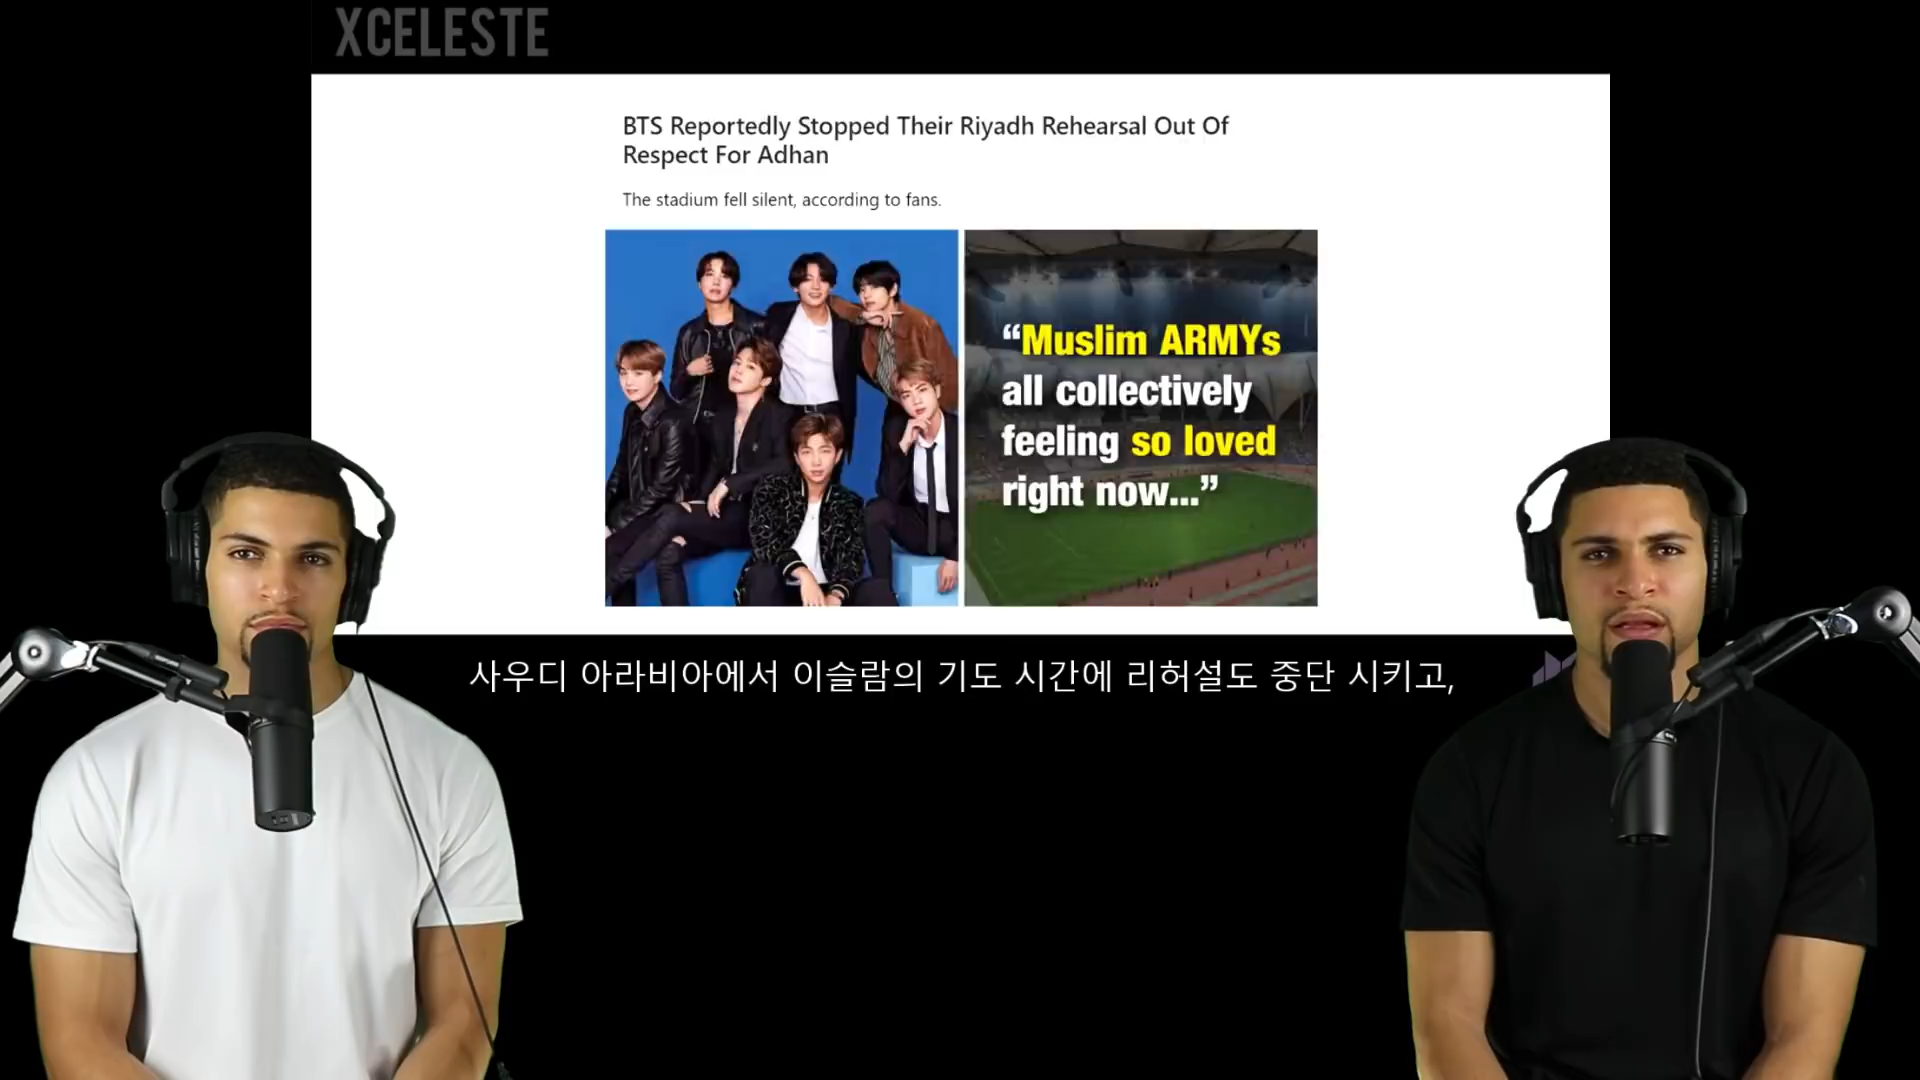 XCELESTE
BTS Reportedly Stopped Their Riyadh Rehearsal Out Of
Respect For Adhan
The stadium fell silent, according to fans.
“Muslim ARMYs
all collectively
feeling so loved
right now...”
사우디 아라비아에서 이슬람의 기도 시간에 리허설도 중단 시키고,